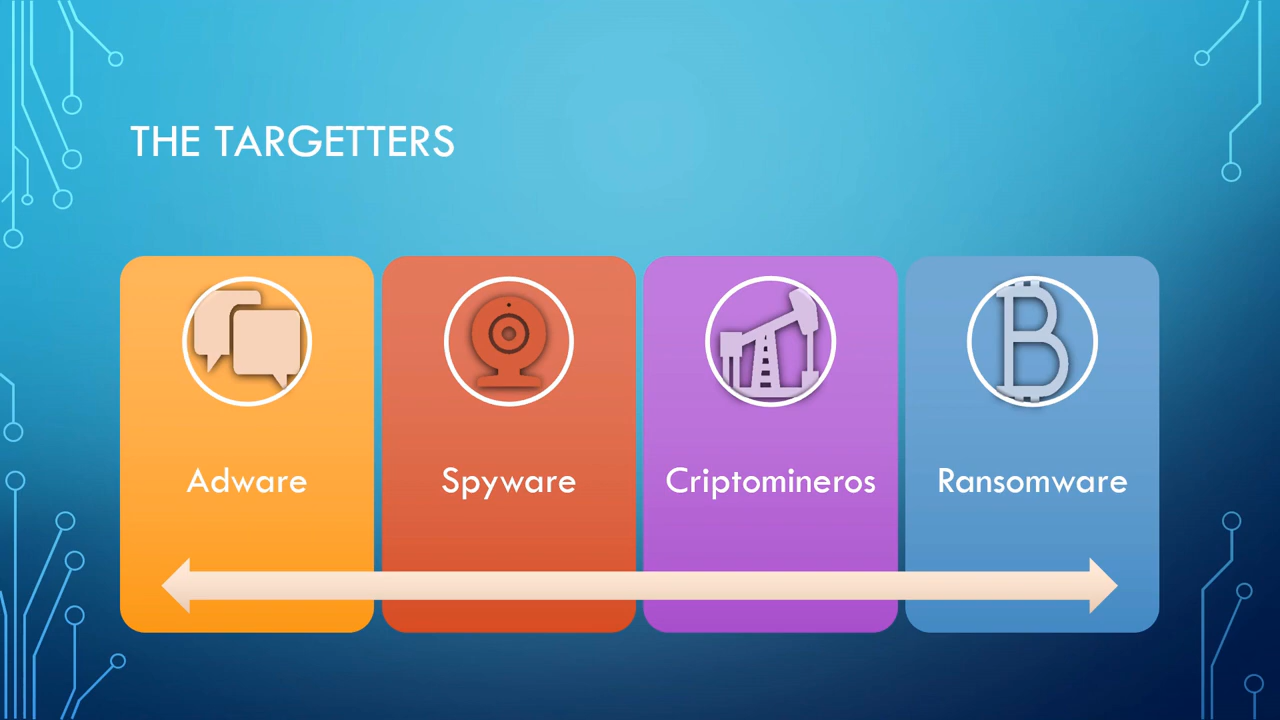 THE TARGETTERS
Adware
Spyware
Criptomineros
Ransomware